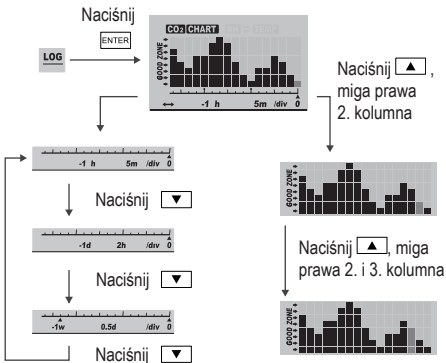 Naciśnij
ENTER
LOG
CO2 CHART
GOOD ZONE
-1 h 5m /div 0
Naciśnij ▲,
miga prawa
2. kolumna
-1 h 5m /div 0
Naciśnij ▼
-1d 2h /div 0
Naciśnij ▼
-1w 0.5d /div 0
Naciśnij ▼
GOOD ZONE
Naciśnij ▲, miga
prawa 2. i 3. kolumna
GOOD ZONE